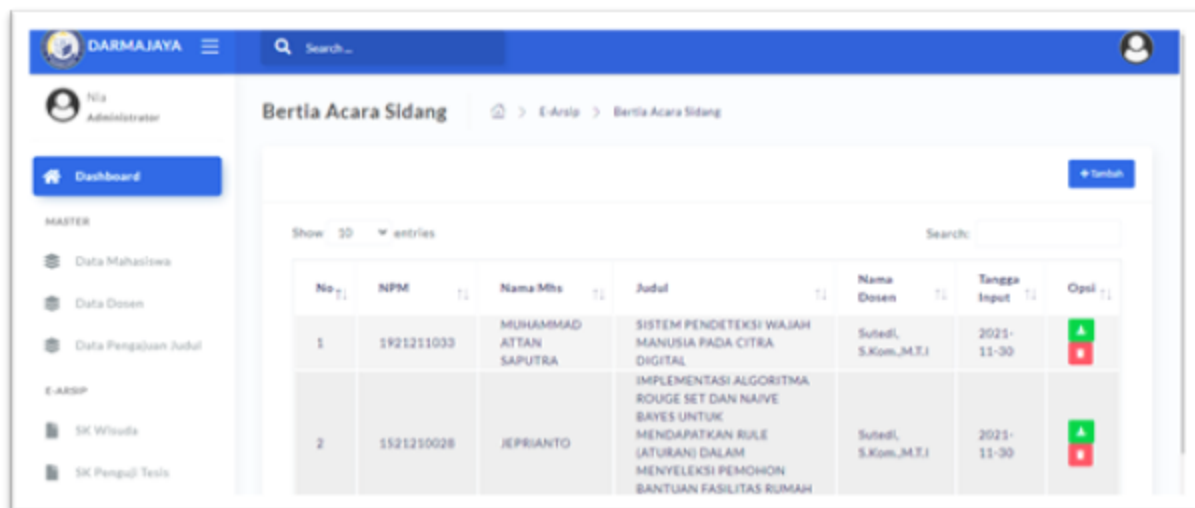 DARMAJAYA
Search...
Nia
Administrator
Bertia Acara Sidang
E-Arsip > Bertia Acara Sidang
Dashboard
+ Tambah
MASTER
Show 10 entries
Search:
Data Mahasiswa
Data Dosen
Data Pengajuan Judul
E-ARSIP
SK Wisuda
SK Penguji Tesis
No
NPM
Nama Mhs
Judul
Nama
Dosen
Tangga
Input
Opsi
1
1921211033
MUHAMMAD
ATTAN
SAPUTRA
SISTEM PENDETEKSI WAJAH
MANUSIA PADA CITRA
DIGITAL
Sutedi,
S.Kom.,M.T.I
2021-
11-30
2
1521210028
JEPRIANTO
IMPLEMENTASI ALGORITMA
ROUGE SET DAN NAIVE
BAYES UNTUK
MENDAPATKAN RULE
(ATURAN) DALAM
MENYELEKSI PEMOHON
BANTUAN FASILITAS RUMAH
Sutedi,
S.Kom.,M.T.I
2021-
11-30